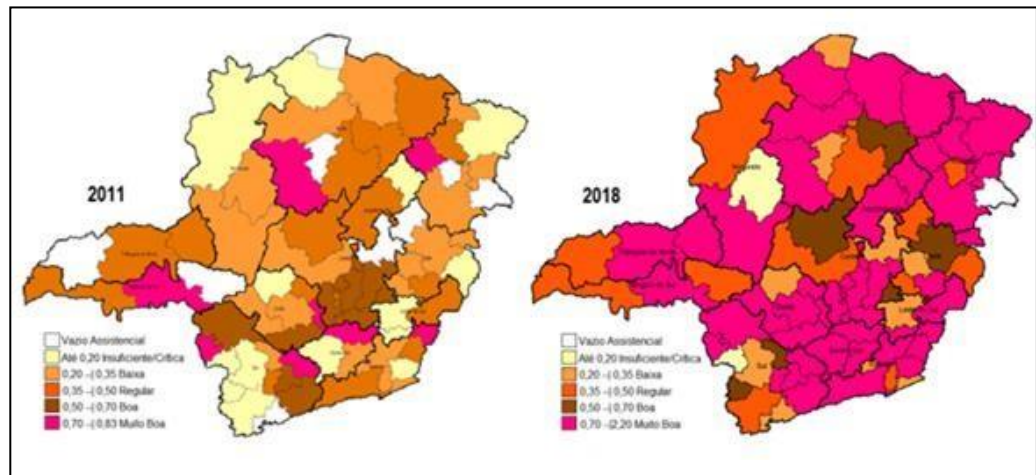 2011
Vazio Assistencial
Até 0,20 Insuficiente/Crítica
0,20 --( 0,35 Baixa
0,35 --( 0,50 Regular
0,50 --( 0,70 Boa
0,70 --( 0,83 Muito Boa
2018
Vazio Assistencial
Até 0,20 Insuficiente/Crítica
0,20 --( 0,35 Baixa
0,35 --( 0,50 Regular
0,50 --( 0,70 Boa
0,70 --(2,20 Muito Boa